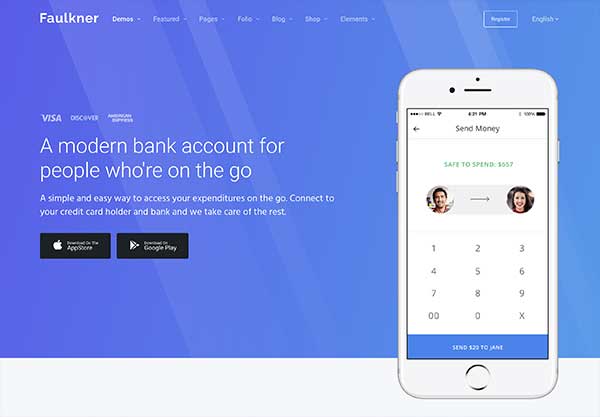 Faulkner
Demos
Featured
Pages
Folio
Blog
Shop
Elements
Register
English
VISA
DISCOVER
AMERICAN EXPRESS
A modern bank account for
people who're on the go
A simple and easy way to access your expenditures on the go. Connect to
your credit card holder and bank and we take care of the rest.
Download On The
AppStore
Download On
Google Play
BELL
4:21 PM
100%
Send Money
SAFE TO SPEND: $657
1 2 3
4 5 6
7 8 9
00 0 X
SEND $20 TO JANE